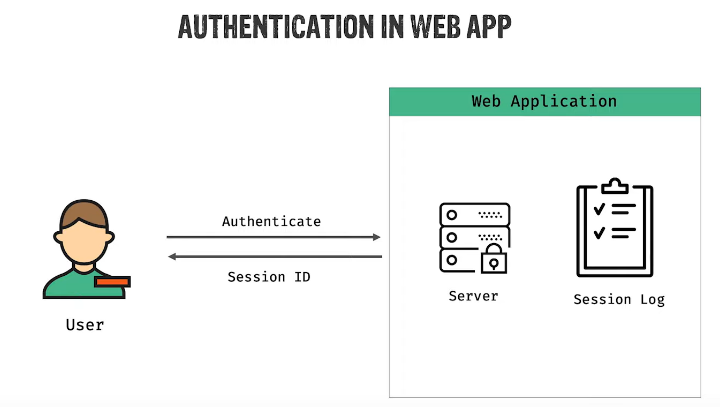 AUTHENTICATION IN WEB APP
Web Application
Authenticate
Session ID
User
Server
Session Log